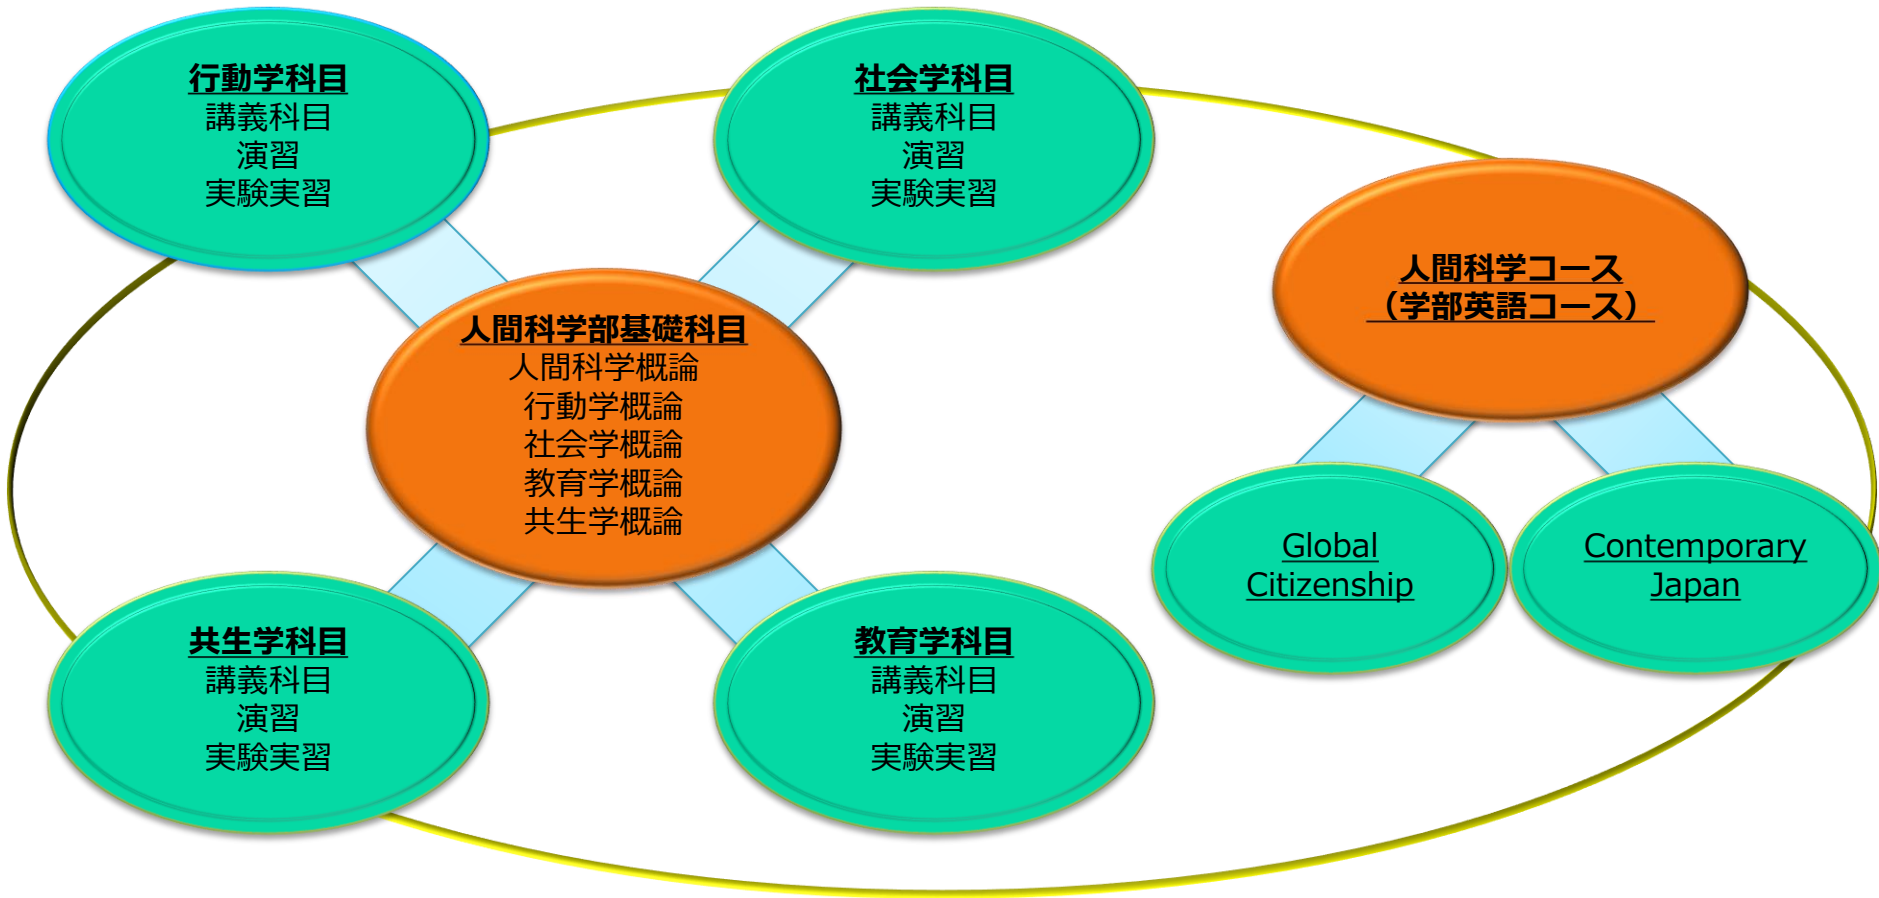 行動学科目
講義科目
演習
実験実習
社会学科目
講義科目
演習
実験実習
人間科学部基礎科目
人間科学概論
行動学概論
社会学概論
教育学概論
共生学概論
共生学科目
講義科目
演習
実験実習
教育学科目
講義科目
演習
実験実習
人間科学コース
（学部英語コース）
Global
Citizenship
Contemporary
Japan